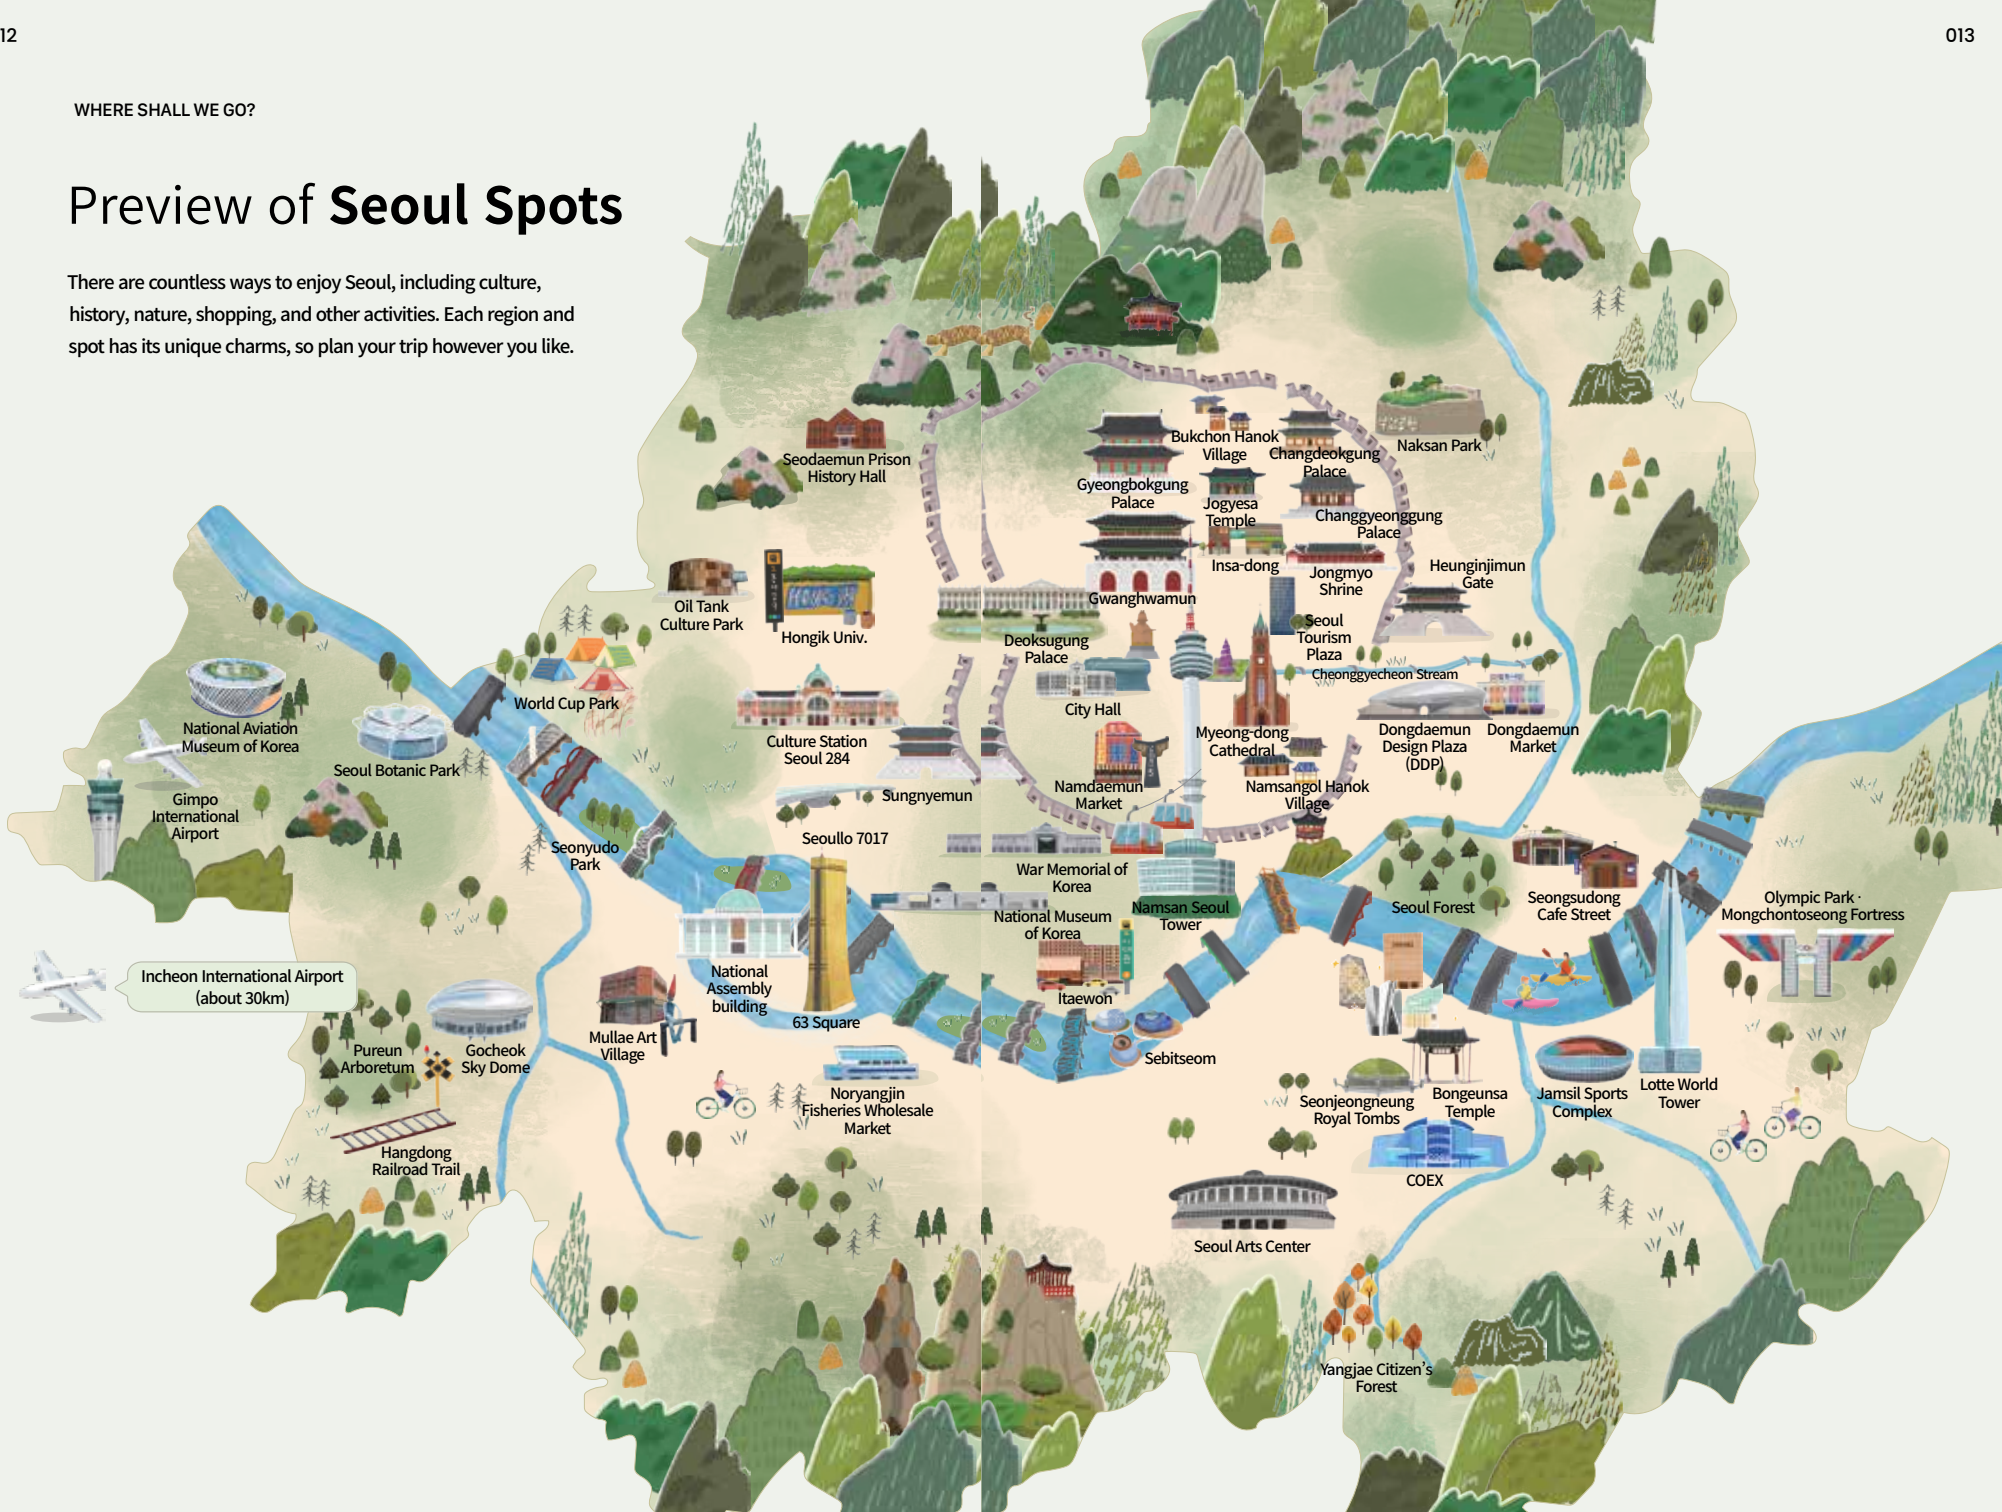 12
013
WHERE SHALL WE GO?
Preview of Seoul Spots
There are countless ways to enjoy Seoul, including culture,
history, nature, shopping, and other activities. Each region and
spot has its unique charms, so plan your trip however you like.
Seodaemun Prison
History Hall
Bukchon Hanok
Village
Changdeokgung
Palace
Naksan Park
Gyeongbokgung
Palace
Jogyesa
Temple
Changgyeonggung
Palace
Insa-dong
Jongmyo
Shrine
Heunginjimun
Gate
Gwanghwamun
Oil Tank
Culture Park
Hongik Univ.
Deoksugung
Palace
Seoul
Tourism
Plaza
Cheonggyecheon Stream
World Cup Park
City Hall
National Aviation
Museum of Korea
Seoul Botanic Park
Culture Station
Seoul 284
Myeong-dong
Cathedral
Dongdaemun
Design Plaza
(DDP)
Dongdaemun
Market
Gimpo
International
Airport
Sungnyemun
Namdaemun
Market
Namsangol Hanok
Village
Seonyudo
Park
Seoullo 7017
War Memorial of
Korea
National Museum
of Korea
Namsan Seoul
Tower
Seoul Forest
Seongsudong
Cafe Street
Olympic Park ·
Mongchontoseong Fortress
Incheon International Airport
(about 30km)
National
Assembly
building
63 Square
Itaewon
Mullae Art
Village
Pureun
Arboretum
Gocheok
Sky Dome
Sebitseom
Noryangjin
Fisheries Wholesale
Market
Seonjeongneung
Royal Tombs
Bongeunsa
Temple
Jamsil Sports
Complex
Lotte World
Tower
Hangdong
Railroad Trail
COEX
Seoul Arts Center
Yangjae Citizen's
Forest